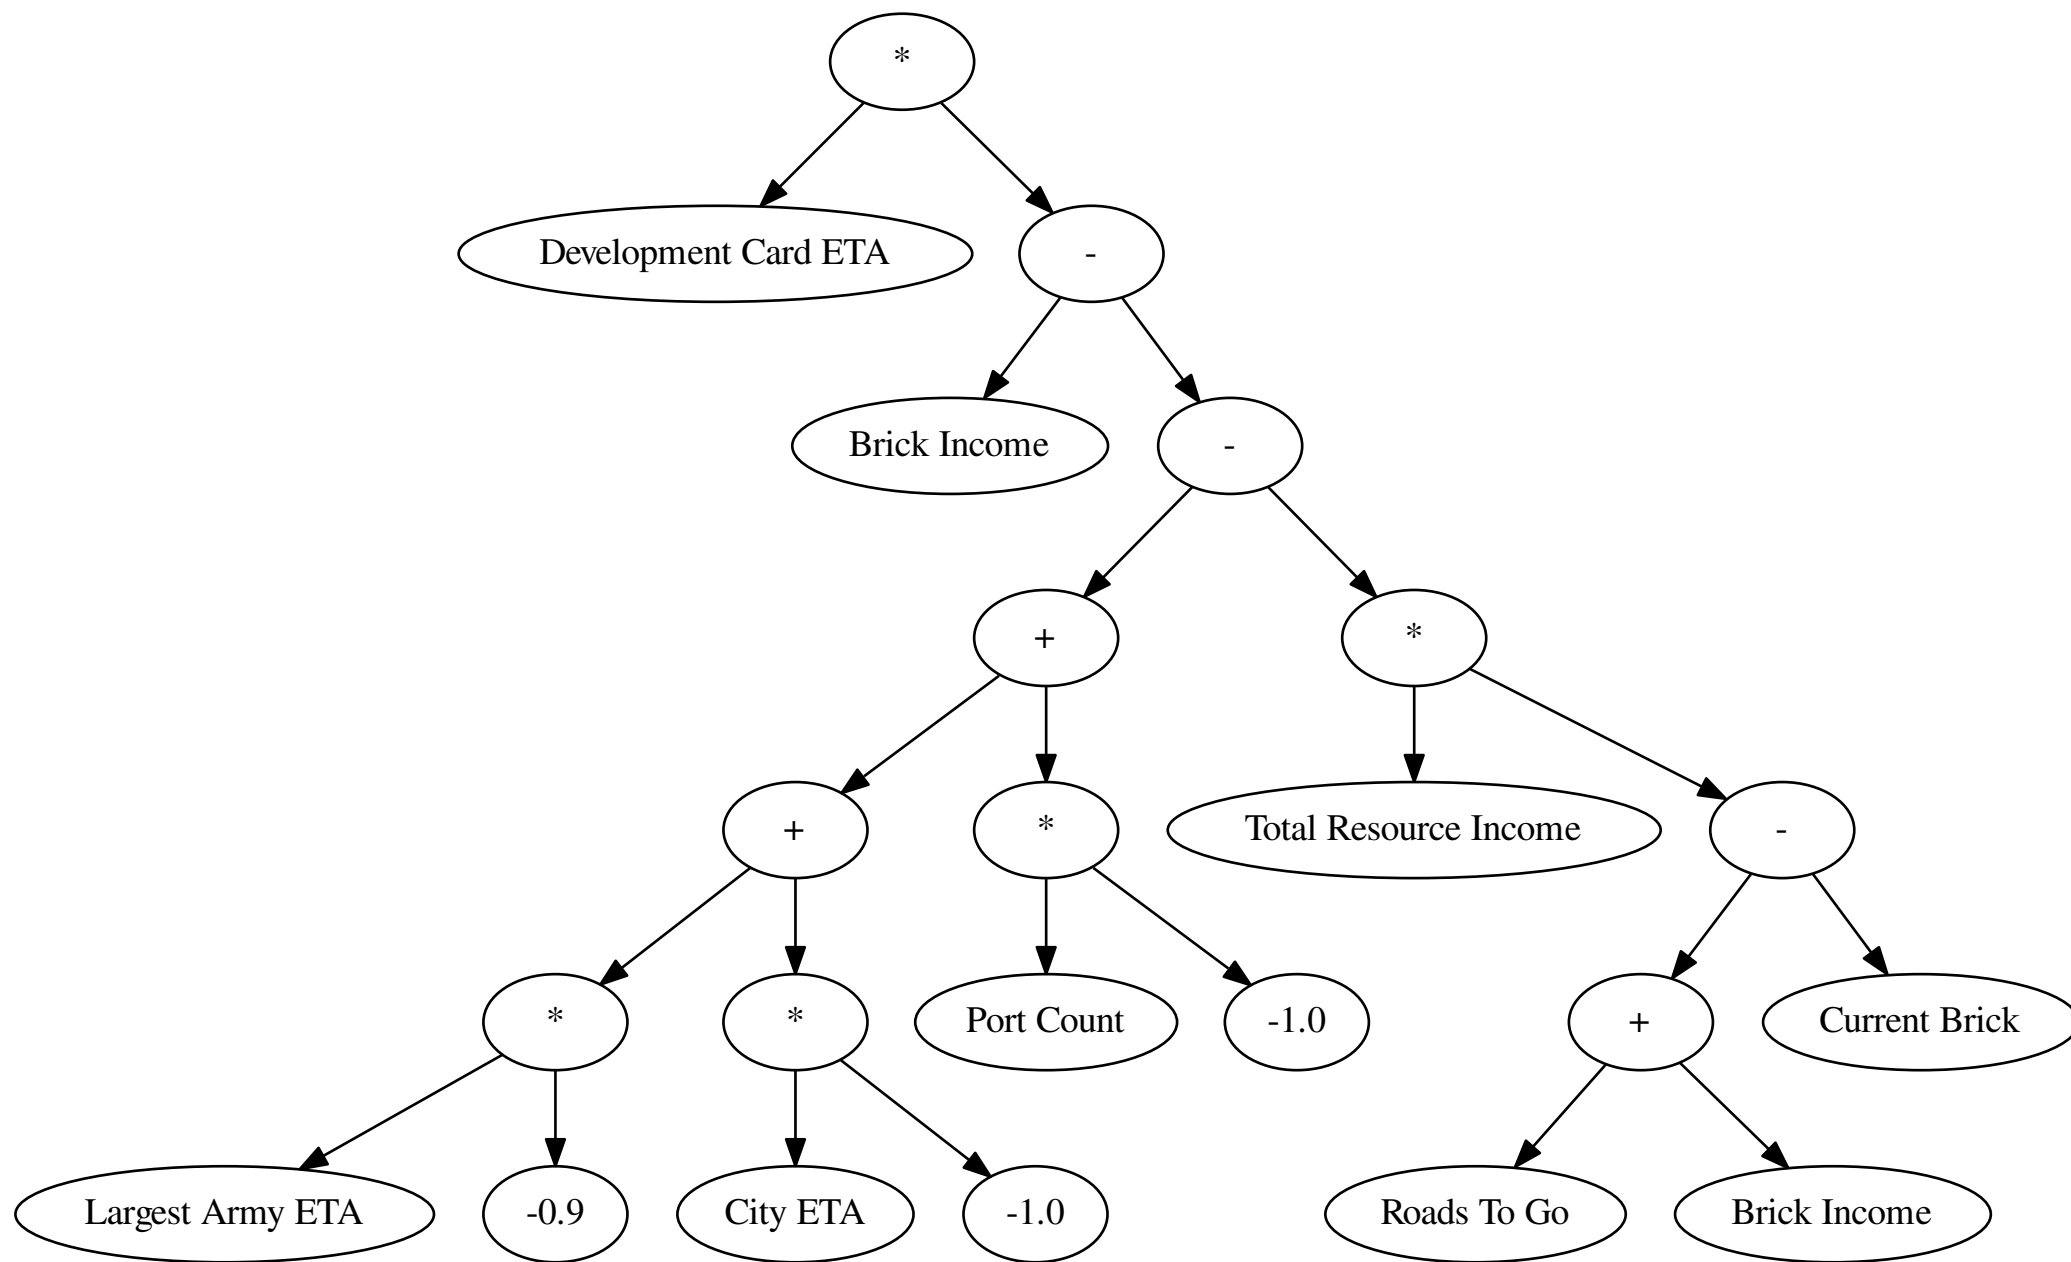 *
Development Card ETA
-
Brick Income
-
+
*
+
*
Total Resource Income
-
*
*
Port Count
-1.0
+
Current Brick
Largest Army ETA
-0.9
City ETA
-1.0
Roads To Go
Brick Income